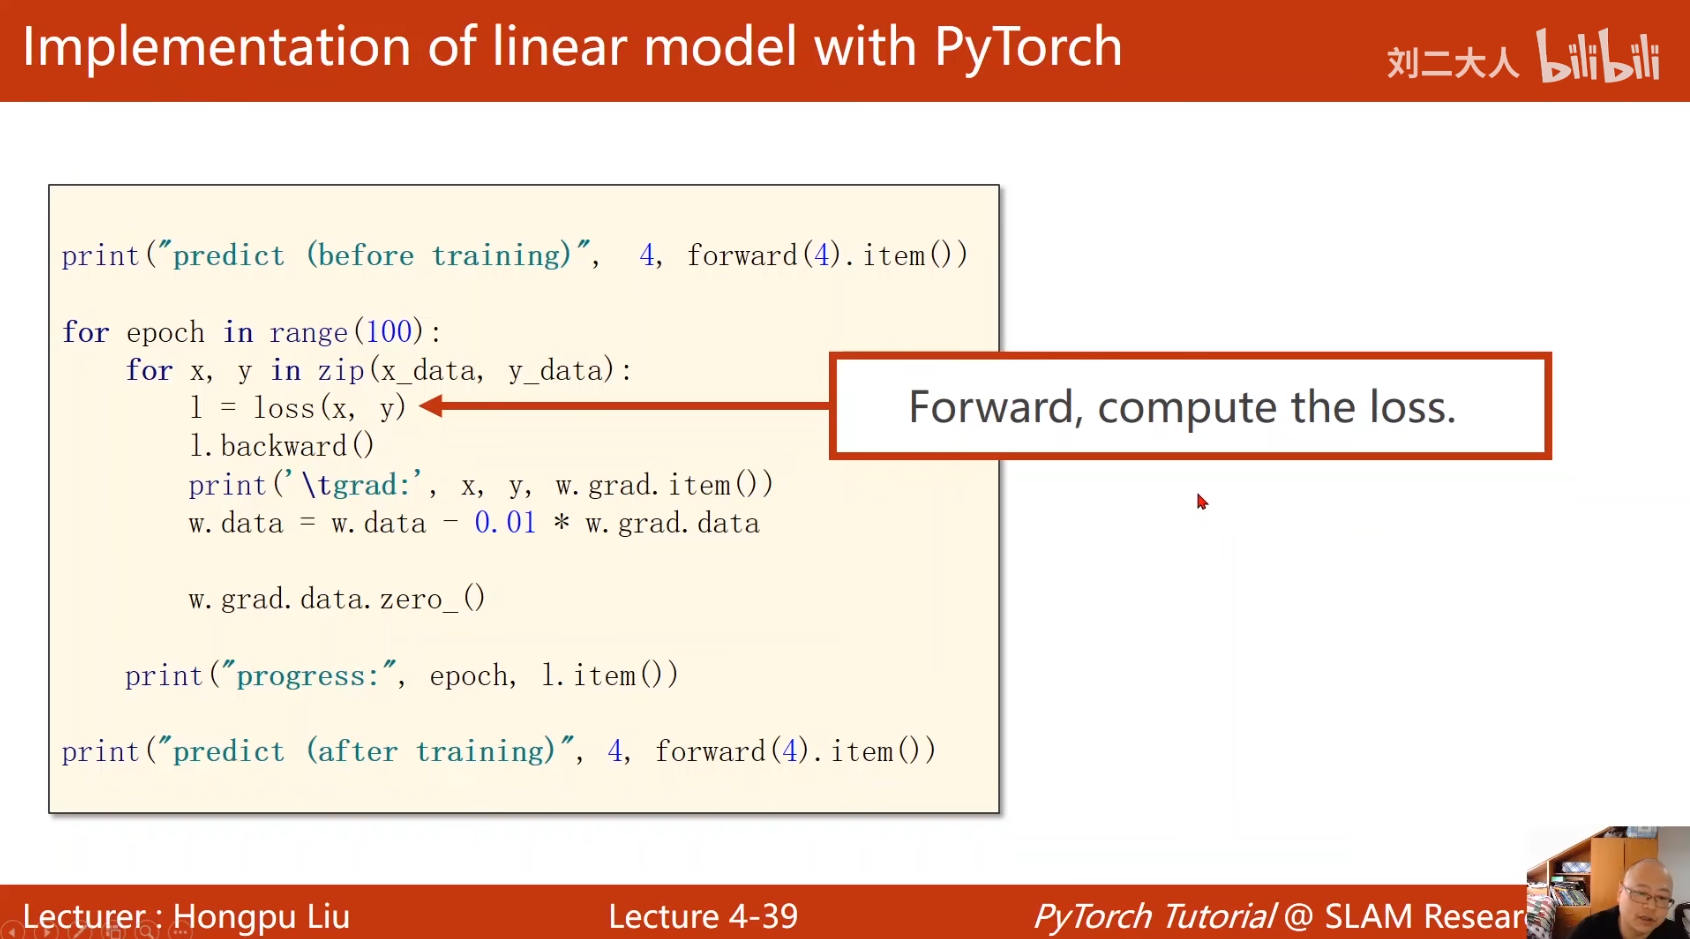 Implementation of linear model with PyTorch
刘二大人 bilibili
print("predict (before training)", 4, forward(4).item())
for epoch in range(100):
for x, y in zip(x_data, y_data):
l = loss(x, y)
l.backward()
print('\tgrad:', x, y, w.grad.item())
w.data = w.data - 0.01 * w.grad.data
w.grad.data.zero_()
print("progress:", epoch, l.item())
print("predict (after training)", 4, forward(4).item())
Forward, compute the loss.
Lecturer : Hongpu Liu
Lecture 4-39
PyTorch Tutorial @ SLAM